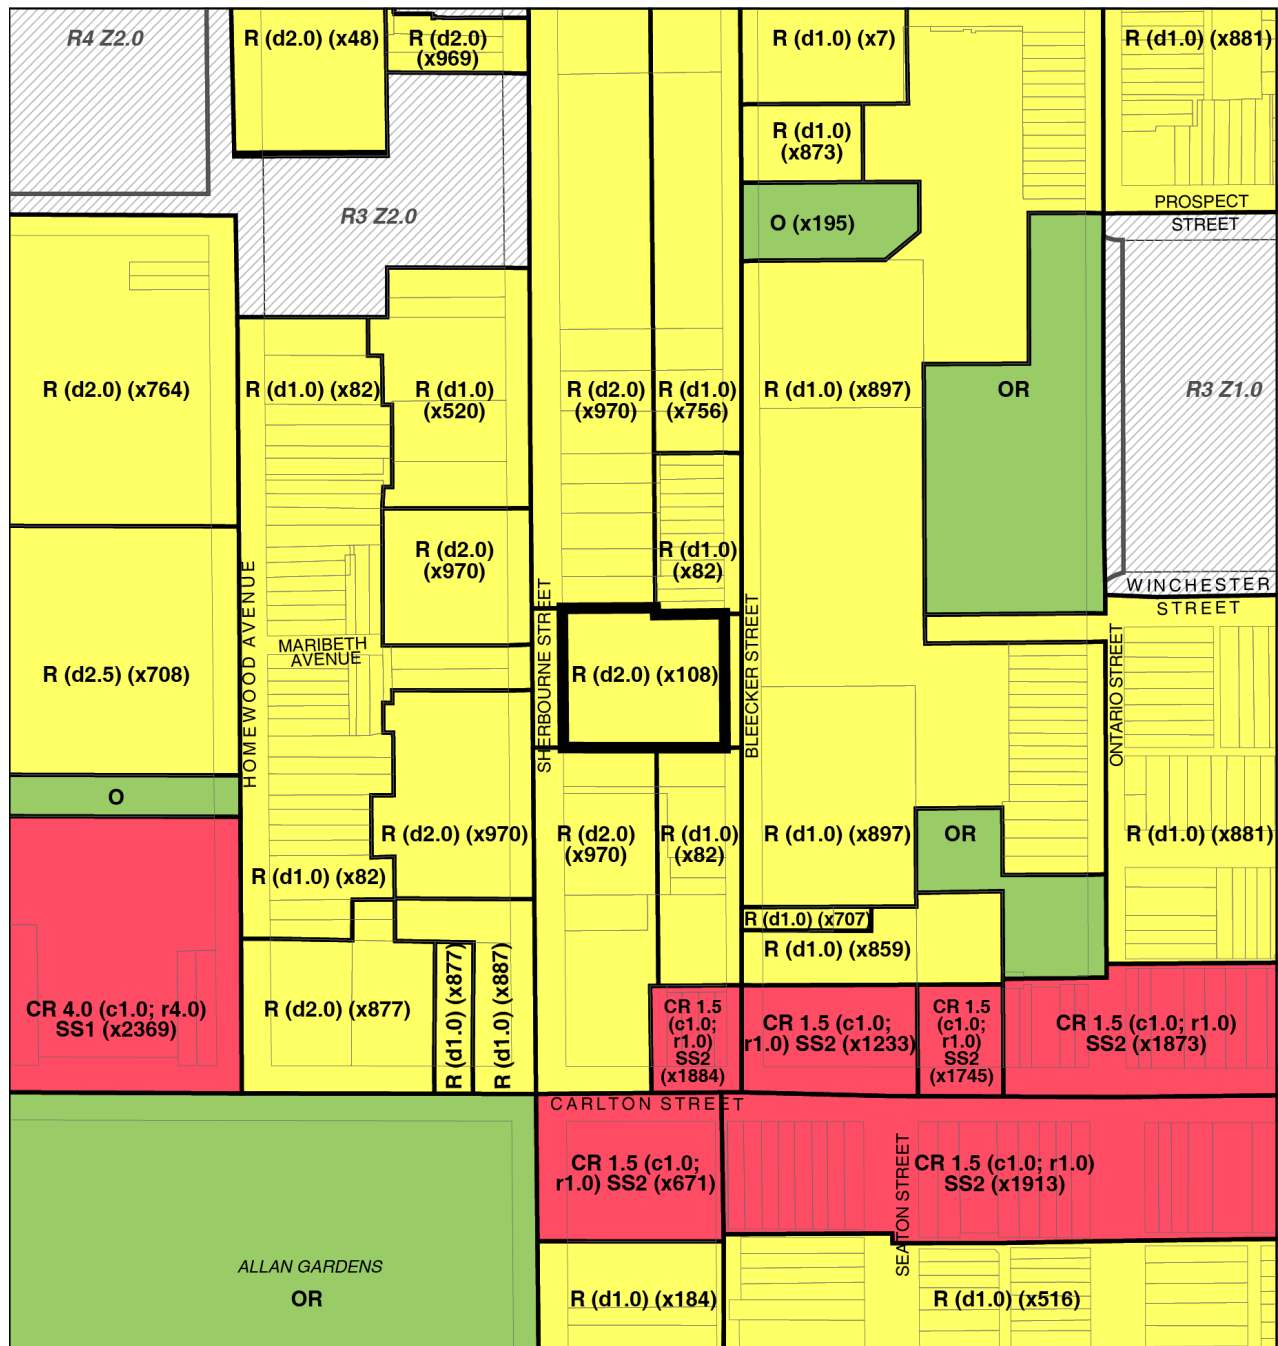 R4 Z2.0
R (d2.0) (x48)
R (d2.0)
(x969)
R (d1.0) (x7)
R (d1.0) (x881)
R (d1.0)
(x873)
PROSPECT
STREET
R3 Z2.0
O (x195)
R (d2.0) (x764)
R (d1.0) (x82)
R (d1.0)
(x520)
R (d2.0)
(x970)
R (d1.0)
(x756)
R (d1.0) (x897)
OR
R3 Z1.0
R (d2.0)
(x970)
R (d1.0)
(x82)
WINCHESTER
STREET
HOMEWOOD AVENUE
MARIBETH
AVENUE
SHERBOURNE STREET
BLEECKER STREET
ONTARIO STREET
R (d2.5) (x708)
R (d2.0) (x108)
O
R (d2.0) (x970)
R (d2.0)
(x970)
R (d1.0)
(x82)
R (d1.0) (x897)
OR
R (d1.0) (x881)
R (d1.0) (x82)
R (d1.0) (x707)
R (d1.0) (x859)
CR 4.0 (c1.0; r4.0)
SS1 (x2369)
R (d2.0) (x877)
R (d1.0) (x877)
R (d1.0) (x887)
CR 1.5
(c1.0;
r1.0)
SS2
(x1884)
CR 1.5 (c1.0;
r1.0) SS2 (x1233)
CR 1.5
(c1.0;
r1.0)
SS2
(x1745)
CR 1.5 (c1.0; r1.0)
SS2 (x1873)
CARLTON STREET
CR 1.5 (c1.0;
r1.0) SS2 (x671)
SEATON STREET
CR 1.5 (c1.0; r1.0)
SS2 (x1913)
ALLAN GARDENS
OR
R (d1.0) (x184)
R (d1.0) (x516)